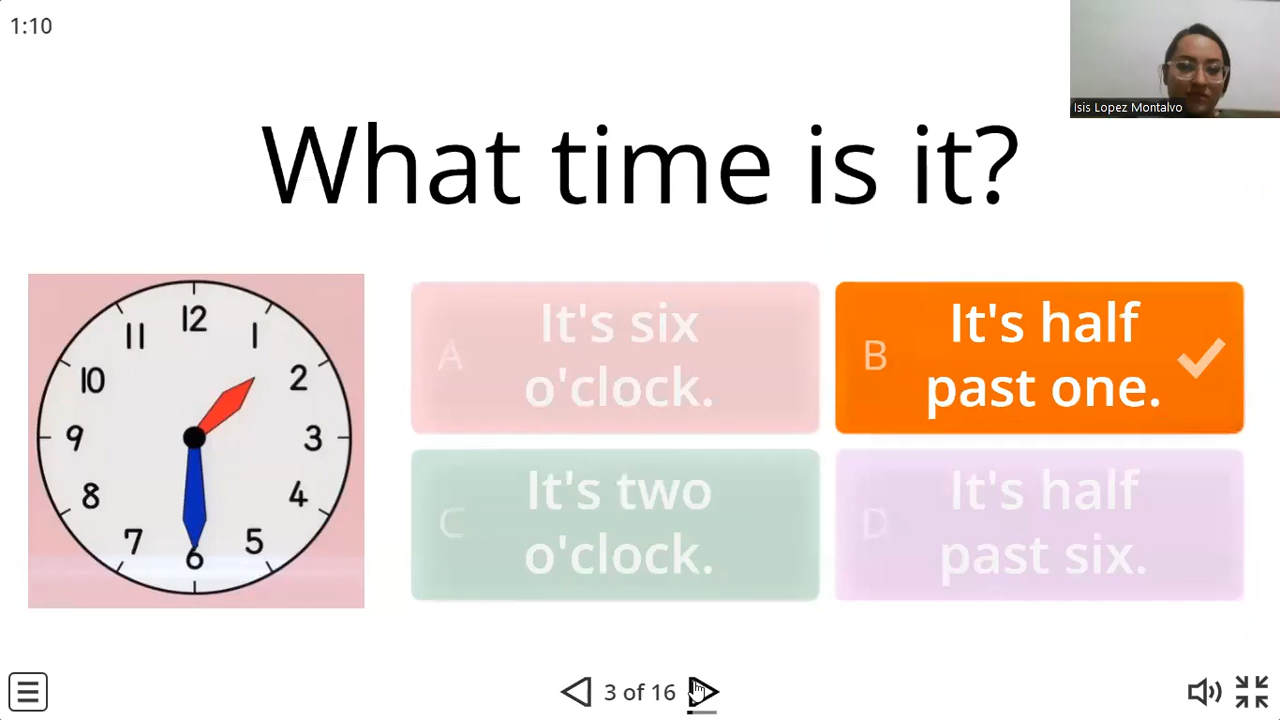 1:10
Isis Lopez Montalvo
What time is it?
12
11
1
10
2
9
3
8
4
7
5
6
A
It's six
o'clock.
B
It's half
past one.
C
It's two
o'clock.
D
It's half
past six.
3 of 16